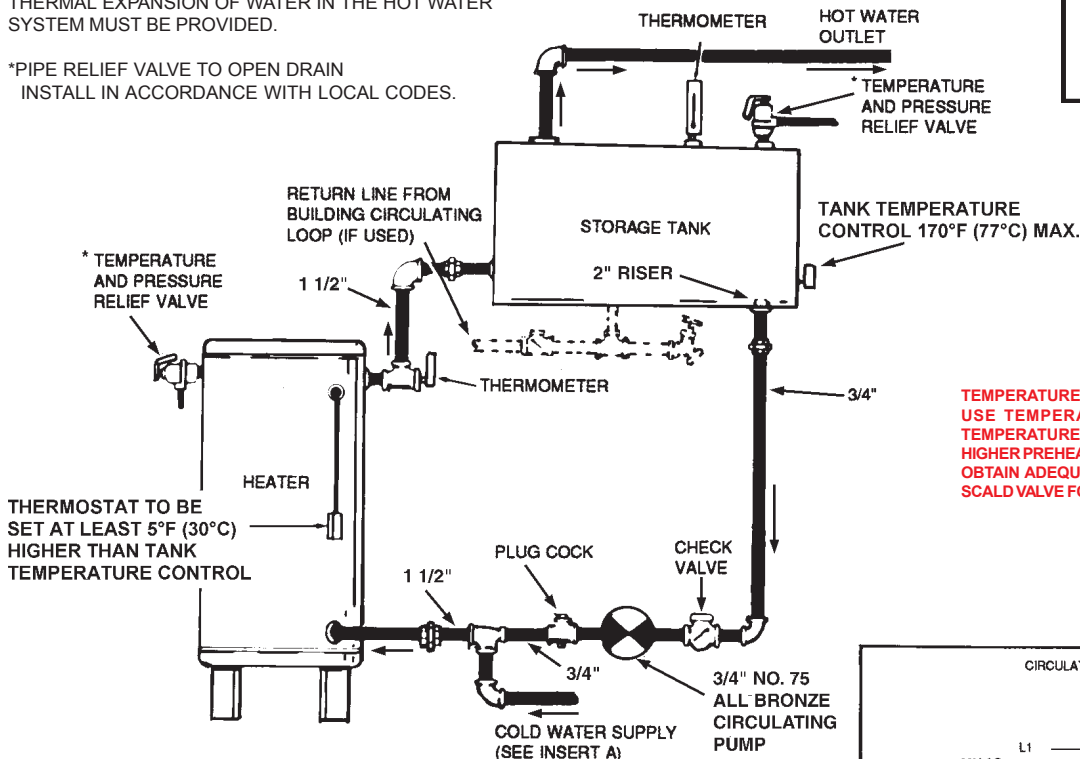 THERMAL EXPANSION OF WATER IN THE HOT WATER
SYSTEM MUST BE PROVIDED.
*PIPE RELIEF VALVE TO OPEN DRAIN
INSTALL IN ACCORDANCE WITH LOCAL CODES.
THERMOMETER
HOT WATER
OUTLET
* TEMPERATURE
AND PRESSURE
RELIEF VALVE
RETURN LINE FROM
BUILDING CIRCULATING
LOOP (IF USED)
STORAGE TANK
TANK TEMPERATURE
CONTROL 170°F (77°C) MAX.
* TEMPERATURE
AND PRESSURE
RELIEF VALVE
1 1/2"
2" RISER
THERMOMETER
3/4"
TEMPERATURE
USE TEMPERA
TEMPERATURE
HIGHER PREHEA
OBTAIN ADEQU
SCALD VALVE FO
HEATER
THERMOSTAT TO BE
SET AT LEAST 5°F (30°C)
HIGHER THAN TANK
TEMPERATURE CONTROL
1 1/2"
PLUG COCK
CHECK
VALVE
3/4"
3/4" NO. 75
ALL BRONZE
CIRCULATING
PUMP
COLD WATER SUPPLY
(SEE INSERT A)
CIRCULAT
L1